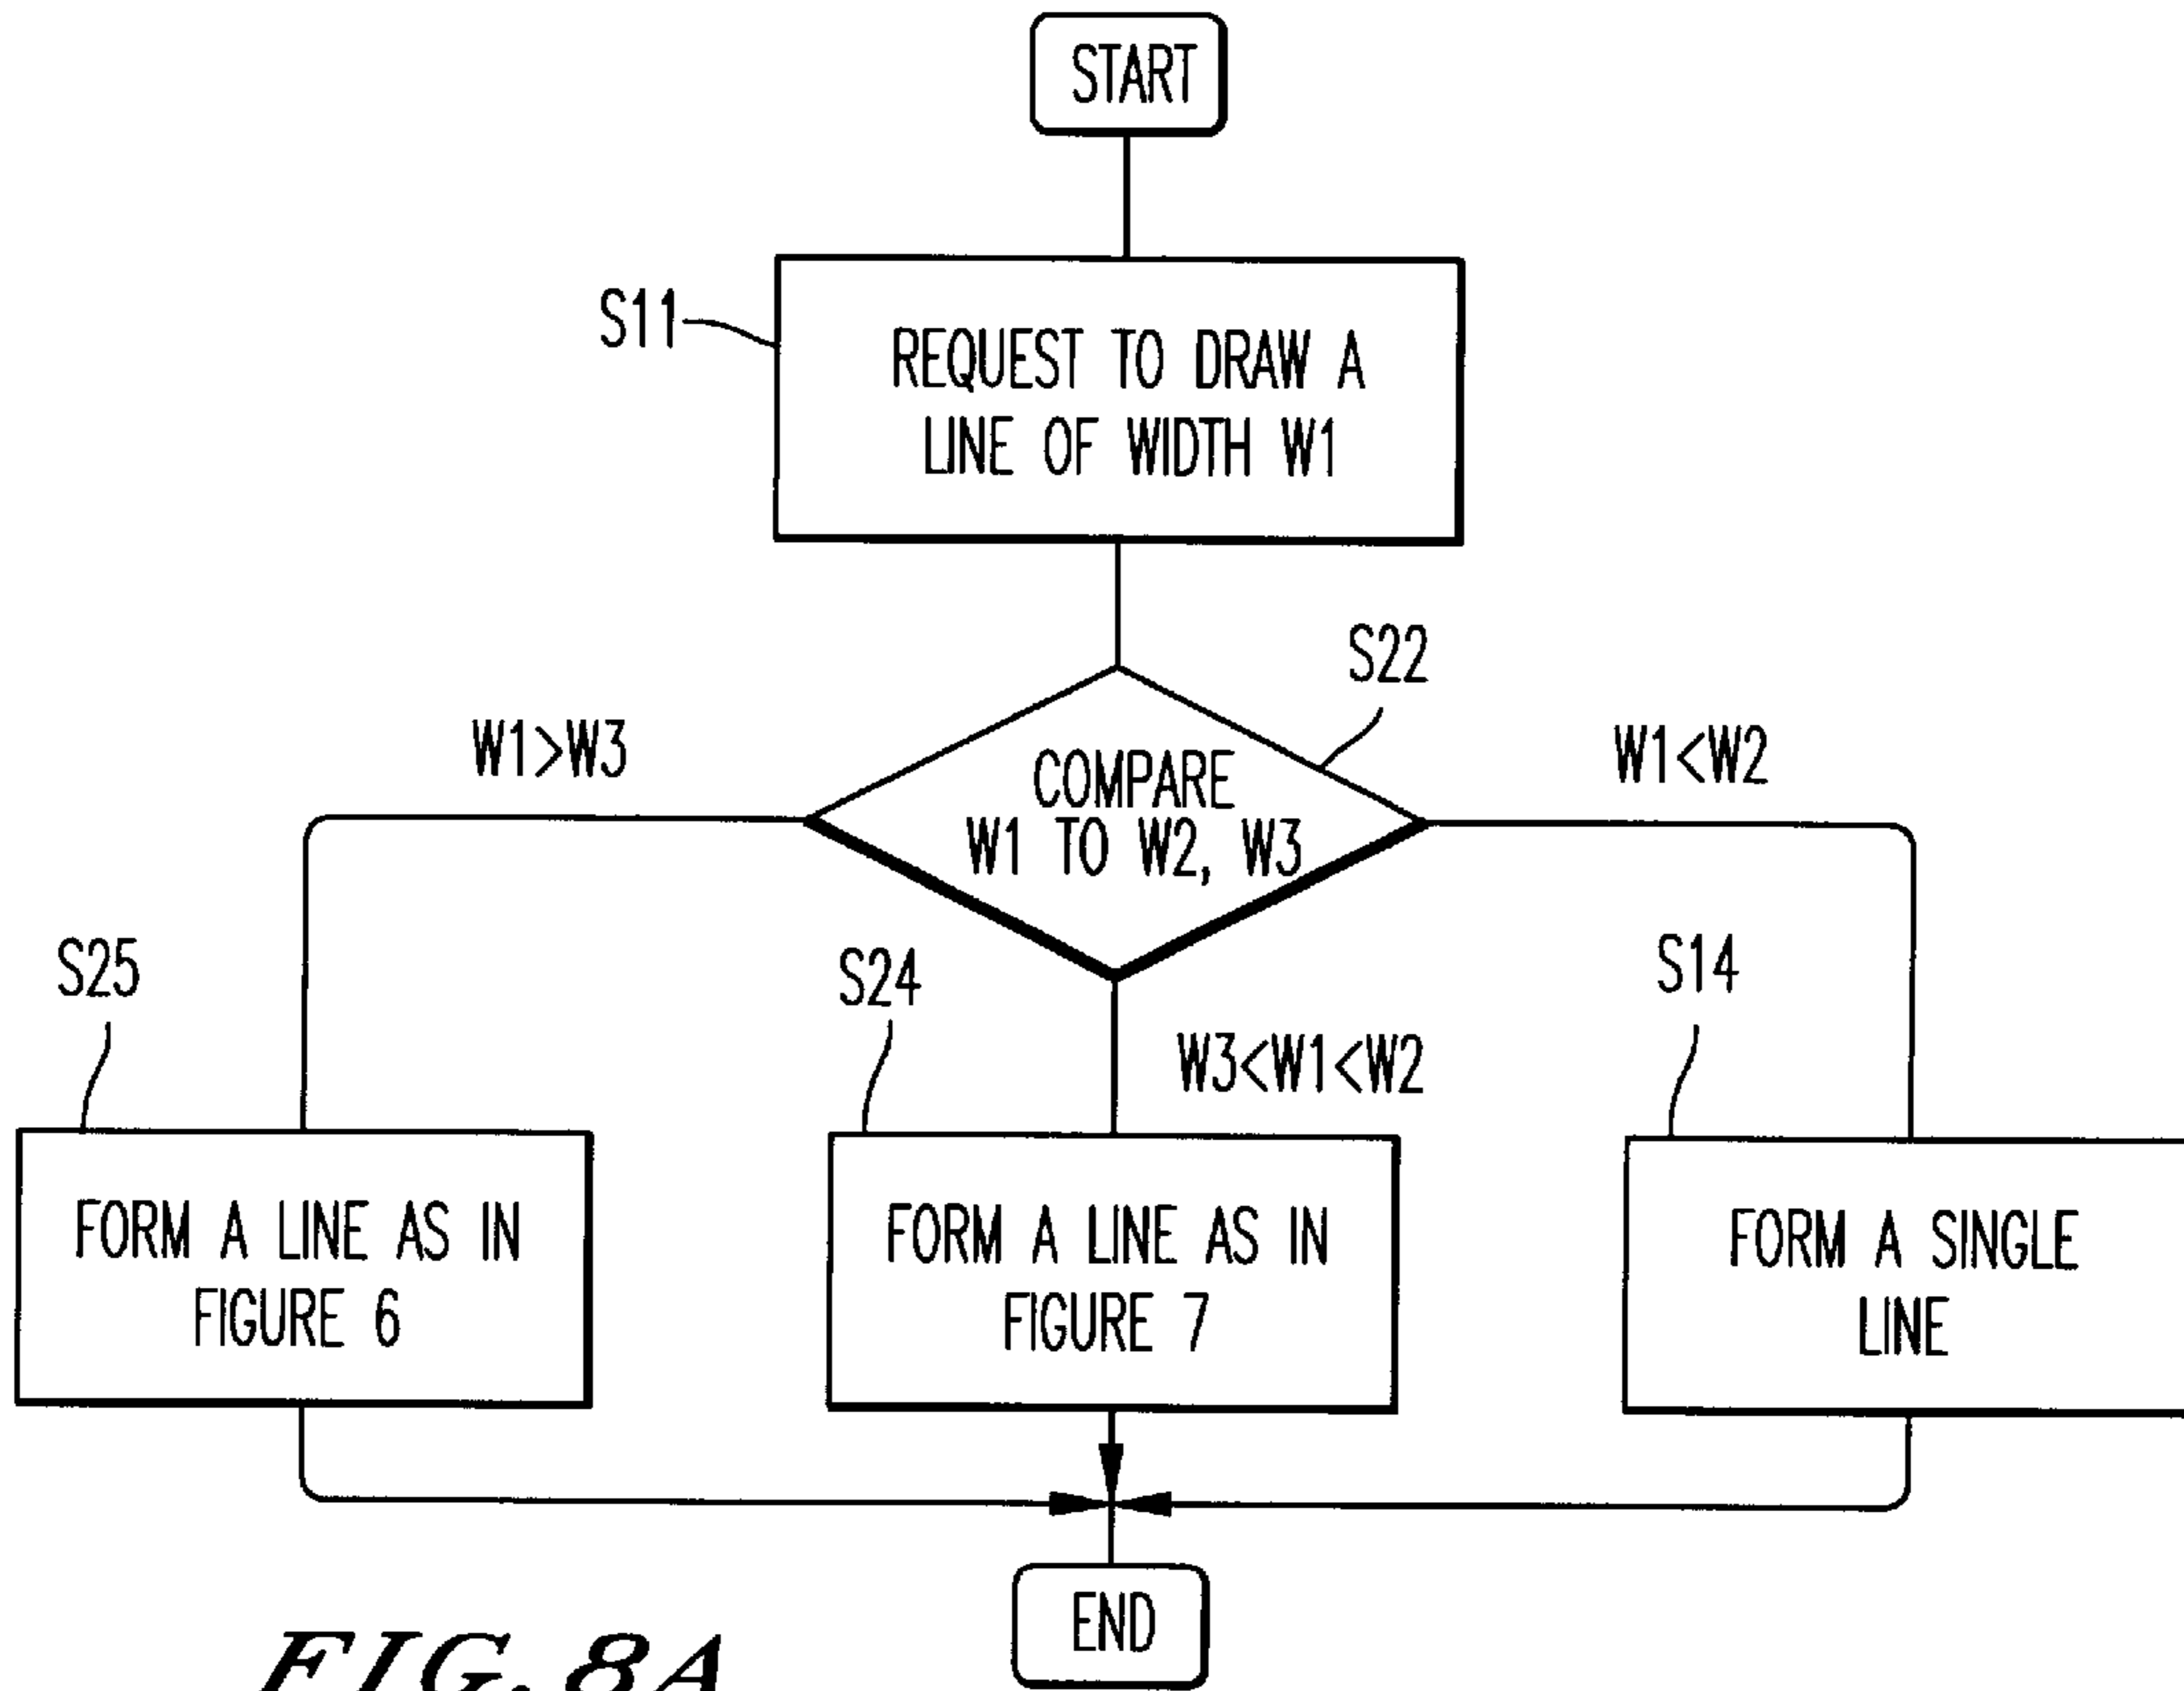 START
S11
REQUEST TO DRAW A
LINE OF WIDTH W1
S22
W1>W3
COMPARE
W1 TO W2, W3
W1<W2
S25
S24
S14
W3<W1<W2
FORM A LINE AS IN
FIGURE 6
FORM A LINE AS IN
FIGURE 7
FORM A SINGLE
LINE
END
FIG. 8A